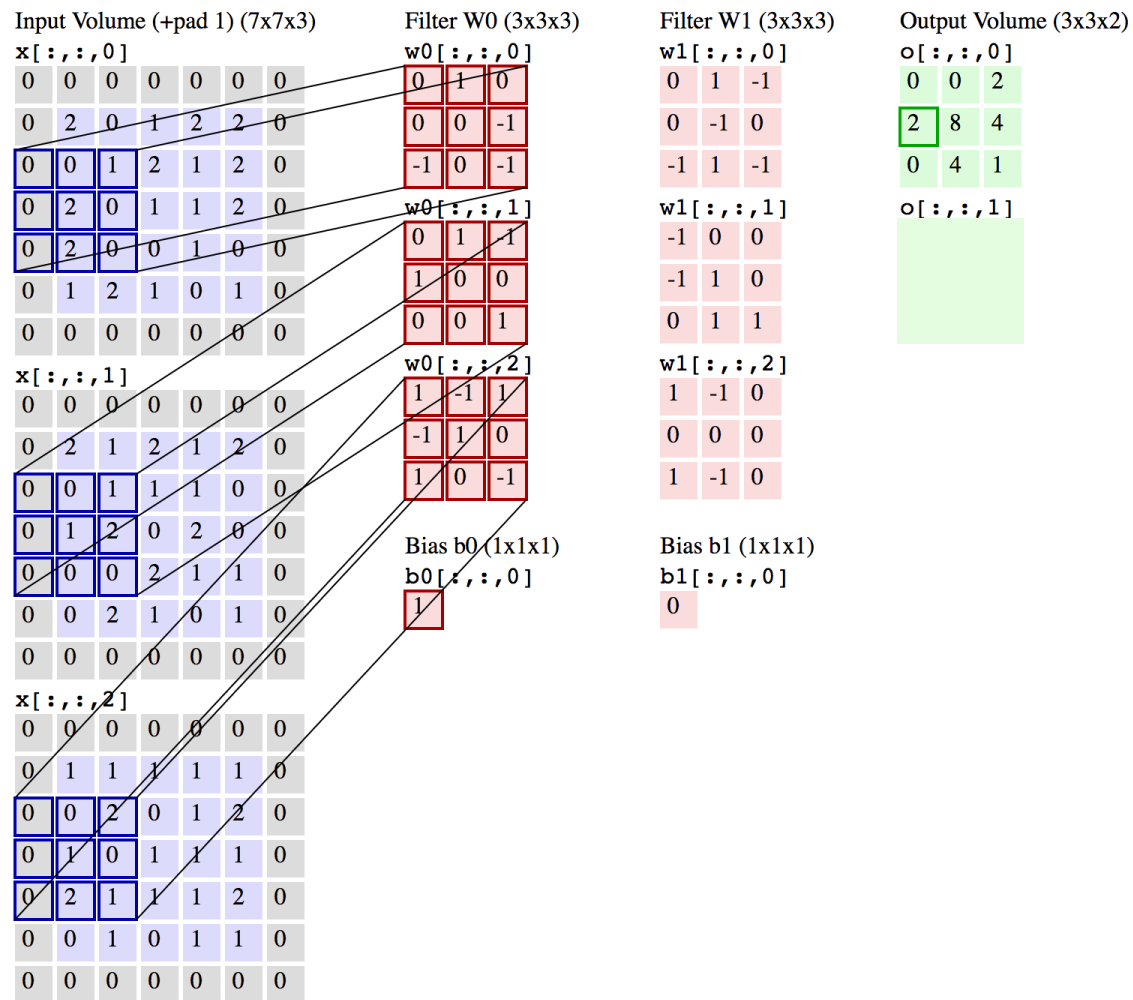 Input Volume (+pad 1) (7x7x3)
x[:,:,0]
0 0 0 0 0 0 0
0 2 0 1 2 2 0
0 0 1 2 1 2 0
0 2 0 1 1 2 0
0 2 0 0 1 0 0
0 1 2 1 0 1 0
0 0 0 0 0 0 0
x[:,:,1]
0 0 0 0 0 0 0
0 2 1 2 1 2 0
0 0 1 1 1 0 0
0 1 2 0 2 0 0
0 0 0 2 1 1 0
0 0 2 1 0 1 0
0 0 0 0 0 0 0
x[:,:,2]
0 0 0 0 0 0 0
0 1 1 1 1 1 0
0 0 2 0 1 2 0
0 1 0 1 1 1 0
0 2 1 1 1 2 0
0 0 1 0 1 1 0
0 0 0 0 0 0 0
Filter W0 (3x3x3)
w0[:,:,0]
0 1 0
0 0 -1
-1 0 -1
w0[:,:,1]
0 1 -1
1 0 0
0 0 1
w0[:,:,2]
1 -1 1
-1 1 0
1 0 -1
Bias b0 (1x1x1)
b0[:,:,0]
1
Filter W1 (3x3x3)
w1[:,:,0]
0 1 -1
0 -1 0
-1 1 -1
w1[:,:,1]
-1 0 0
-1 1 0
0 1 1
w1[:,:,2]
1 -1 0
0 0 0
1 -1 0
Bias b1 (1x1x1)
b1[:,:,0]
0
Output Volume (3x3x2)
o[:,:,0]
0 0 2
2 8 4
0 4 1
o[:,:,1]